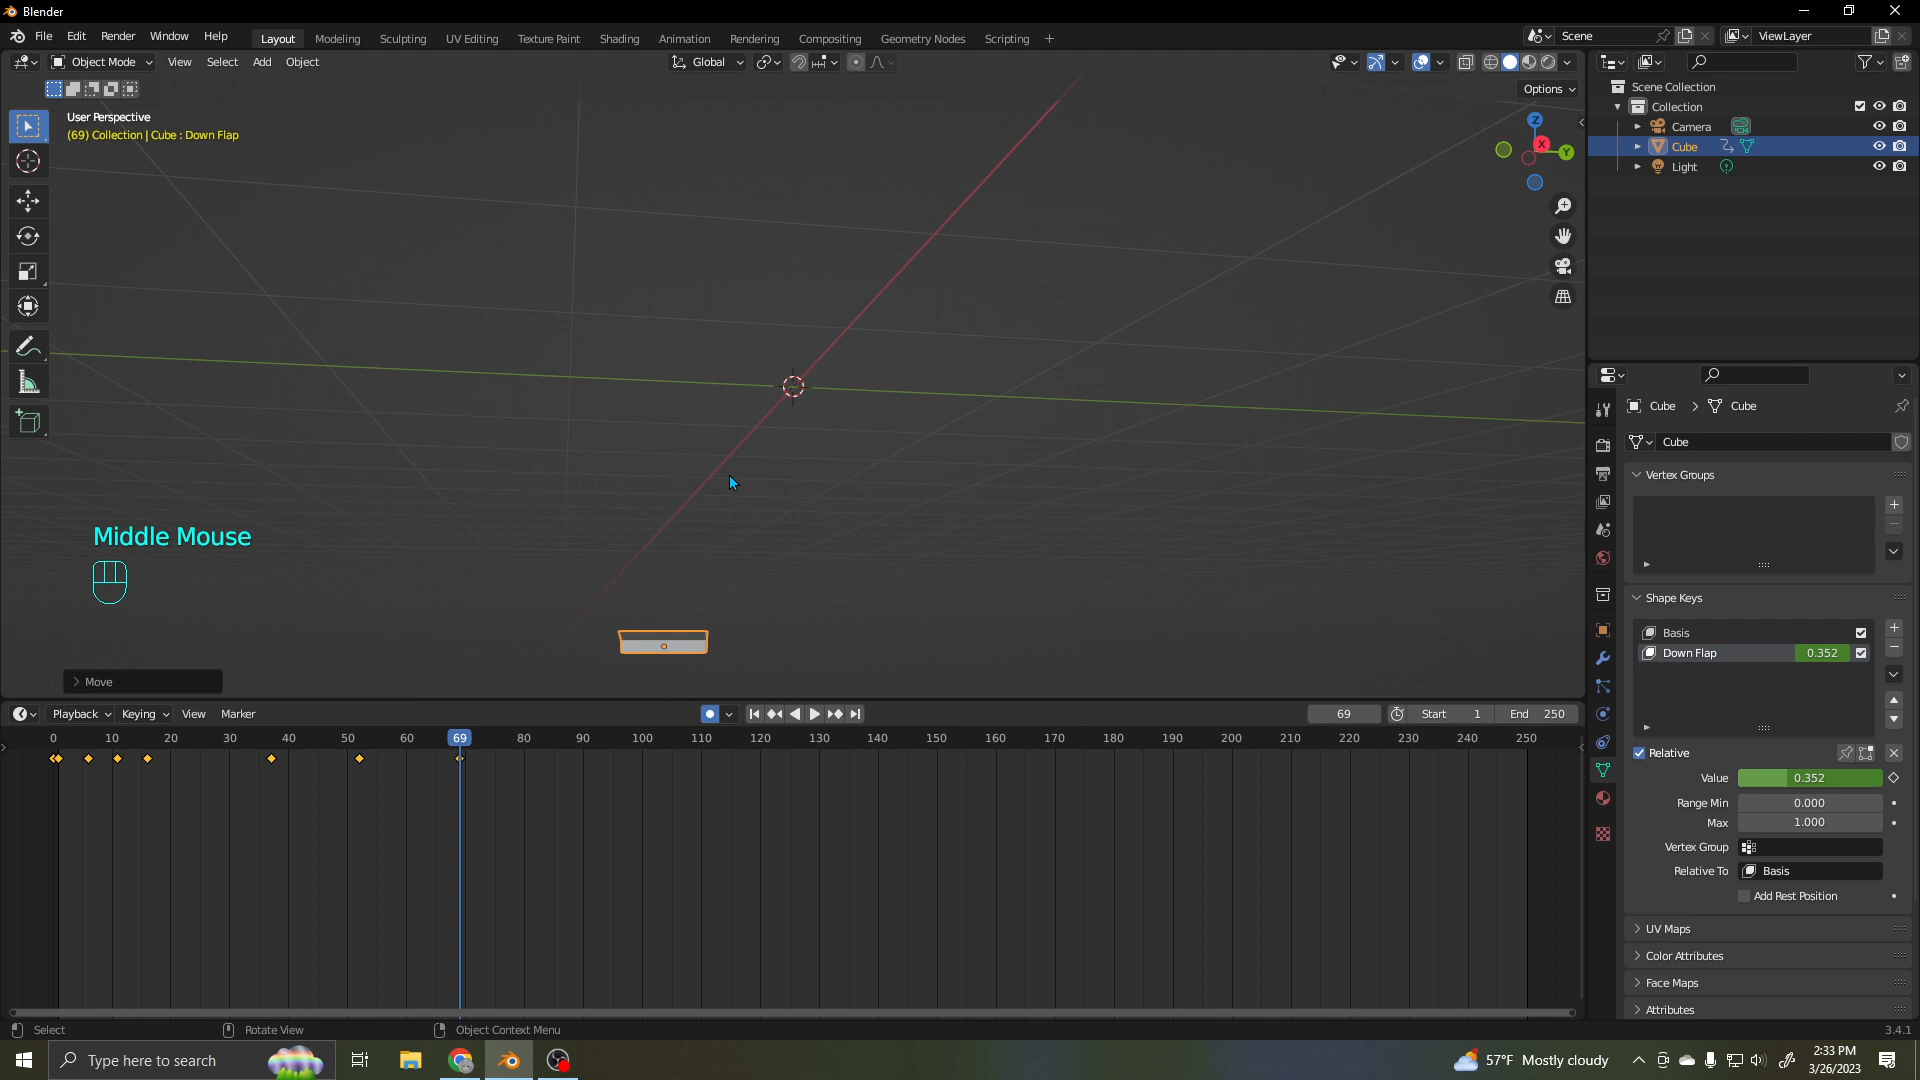 Blender
File Edit Render Window Help Layout Modeling Sculpting UV Editing Texture Paint Shading Animation Rendering Compositing Geometry Nodes Scripting + Scene ViewLayer
Object Mode View Select Add Object Global
Options
User Perspective
(69) Collection | Cube : Down Flap
Z
X
Y
Middle Mouse
Move
Scene Collection
Collection
Camera
Cube
Light
Cube > Cube
Cube
Vertex Groups
Shape Keys
Basis
Down Flap 0.352
Relative
Value 0.352
Range Min 0.000
Max 1.000
Vertex Group
Relative To Basis
Add Rest Position
UV Maps
Color Attributes
Face Maps
Attributes
Playback Keying View Marker 69 Start 1 End 250
0 10 20 30 40 50 60 69 80 90 100 110 120 130 140 150 160 170 180 190 200 210 220 230 240 250
Select Rotate View Object Context Menu 3.4.1
Type here to search 57°F Mostly cloudy 2:33 PM
3/26/2023